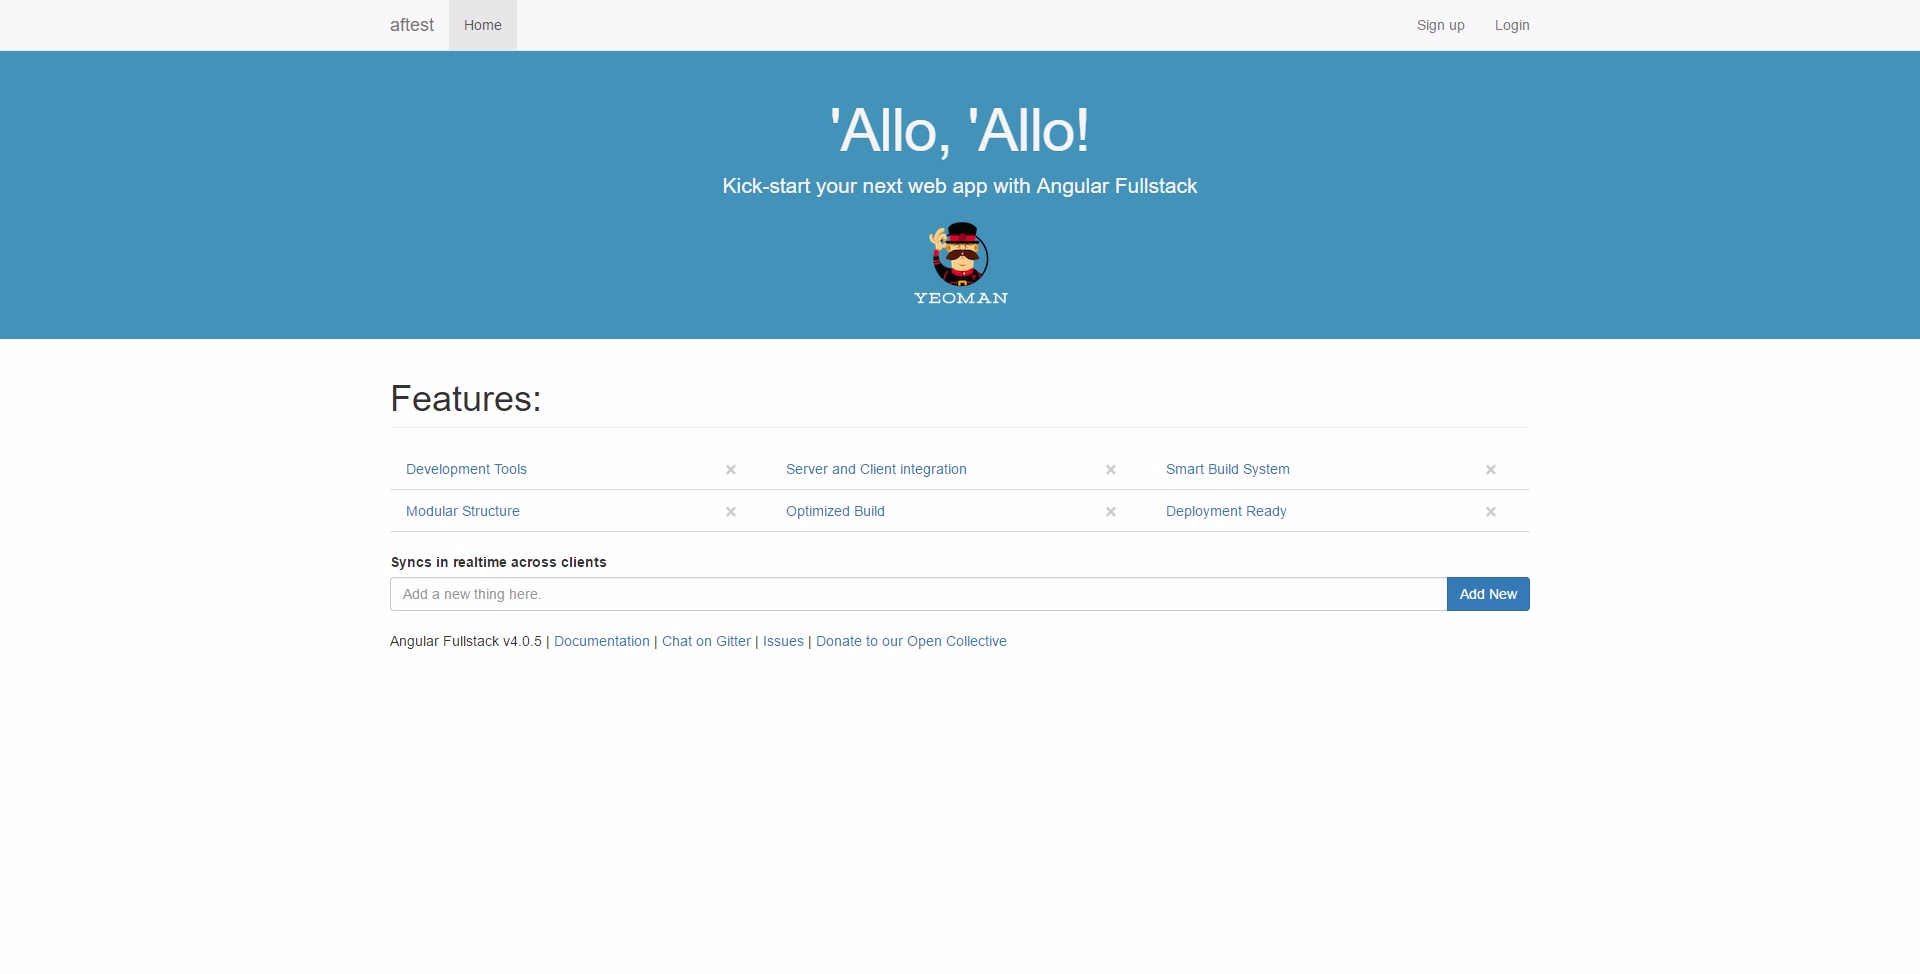 aftest Home Sign up Login
'Allo, 'Allo!
Kick-start your next web app with Angular Fullstack
YEOMAN
Features:
Development Tools × Server and Client integration × Smart Build System ×
Modular Structure × Optimized Build × Deployment Ready ×
Syncs in realtime across clients
Add a new thing here. Add New
Angular Fullstack v4.0.5 | Documentation | Chat on Gitter | Issues | Donate to our Open Collective